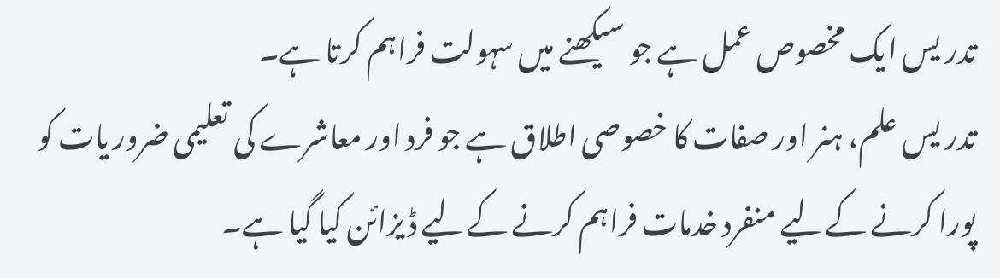 تدریس ایک مخصوص عمل ہے جو سیکھنے میں سہولت فراہم کرتا ہے۔
تدریس علم، ہنر اور صفات کا خصوصی اطلاق ہے جو فرد اور معاشرے کی تعلیمی ضروریات کو
پورا کرنے کے لیے منفرد خدمات فراہم کرنے کے لیے ڈیزائن کیا گیا ہے۔